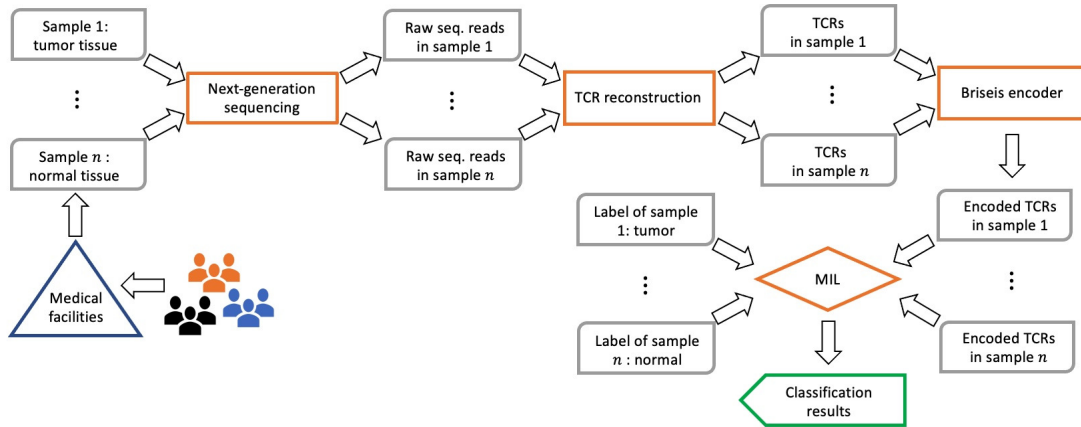 Sample 1:
tumor tissue
⋮
Sample n :
normal tissue
Next-generation
sequencing
Raw seq. reads
in sample 1
⋮
Raw seq. reads
in sample n
TCR reconstruction
TCRs
in sample 1
⋮
TCRs
in sample n
Briseis encoder
Encoded TCRs
in sample 1
⋮
Encoded TCRs
in sample n
Label of sample
1: tumor
⋮
Label of sample
n : normal
MIL
Classification
results
Medical
facilities